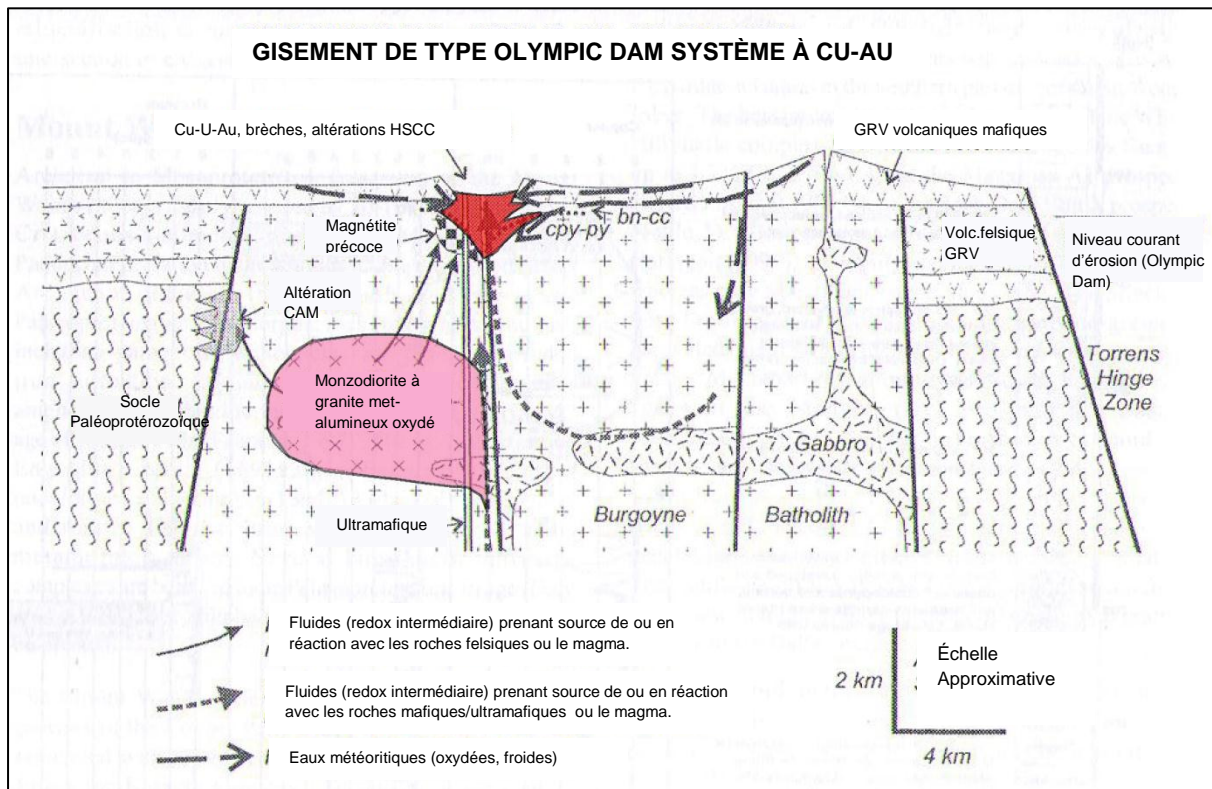 GISEMENT DE TYPE OLYMPIC DAM SYSTÈME À CU-AU
Cu-U-Au, brèches, altérations HSCC
GRV volcaniques mafiques
Magnétite
précoce
bn-cc
cpy-py
Volc.felsique
GRV
Niveau courant
d'érosion (Olympic
Dam)
Altération
CAM
Socle
Paléoprotérozoïque
Monzodiorite à
granite met-
alumineux oxydé
Torrens
Hinge
Zone
Gabbro
Ultramafique
Burgoyne
Batholith
Fluides (redox intermédiaire) prenant source de ou en
réaction avec les roches felsiques ou le magma.
Fluides (redox intermédiaire) prenant source de ou en réaction
avec les roches mafiques/ultramafiques ou le magma.
Eaux météoritiques (oxydées, froides)
2 km
Échelle
Approximative
4 km